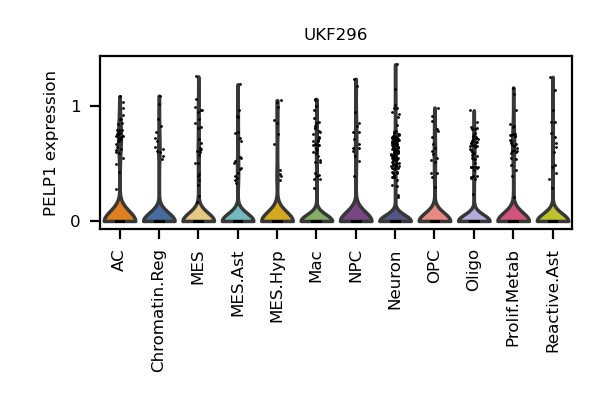 UKF296
PELP1 expression
1
0
AC
Chromatin.Reg
MES
MES.Ast
MES.Hyp
Mac
NPC
Neuron
OPC
Oligo
Prolif.Metab
Reactive.Ast